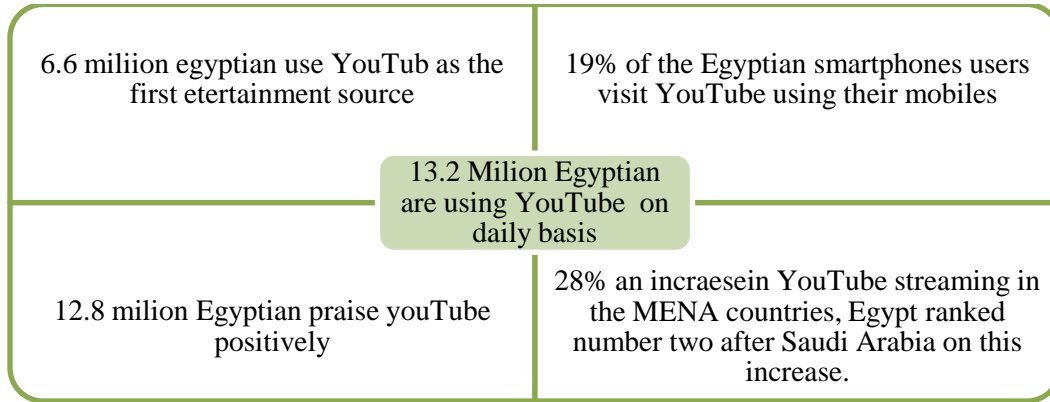 6.6 miliion egyptian use YouTub as the
first etertainment source
19% of the Egyptian smartphones users
visit YouTube using their mobiles
13.2 Milion Egyptian
are using YouTube on
daily basis
12.8 milion Egyptian praise youTube
positively
28% an incraesein YouTube streaming in
the MENA countries, Egypt ranked
number two after Saudi Arabia on this
increase.